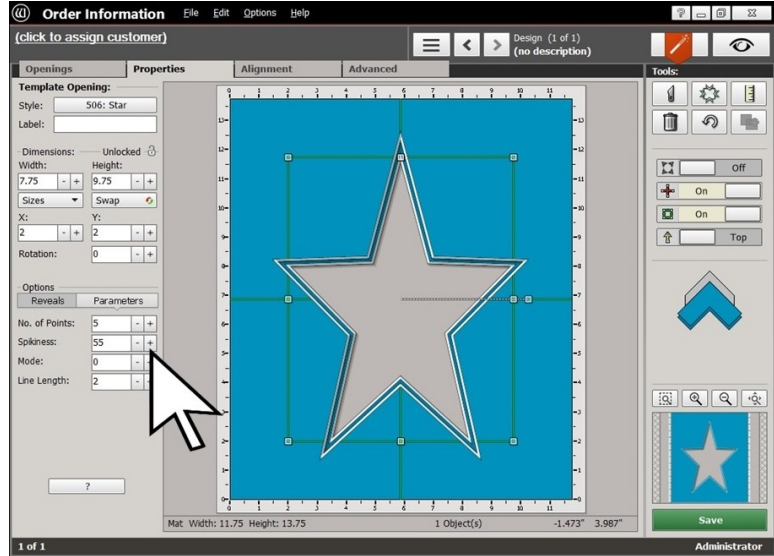 Order Information File Edit Options Help
(click to assign customer)
Design (1 of 1)
(no description)
Openings Properties Alignment Advanced
Tools:
Template Opening:
Style: 506: Star
Label:
Dimensions: Unlocked
Width: Height:
7.75 - + 9.75 - +
Sizes Swap
X: Y:
2 - + 2 - +
Rotation: 0 - +
Options
Reveals Parameters
No. of Points: 5 - +
Spikiness: 55 - +
Mode: 0 -
Line Length: 2 -
?
Off
On
On
Top
Mat Width: 11.75 Height: 13.75 1 Object(s) -1.473" 3.987"
Save
1 of 1 Administrator